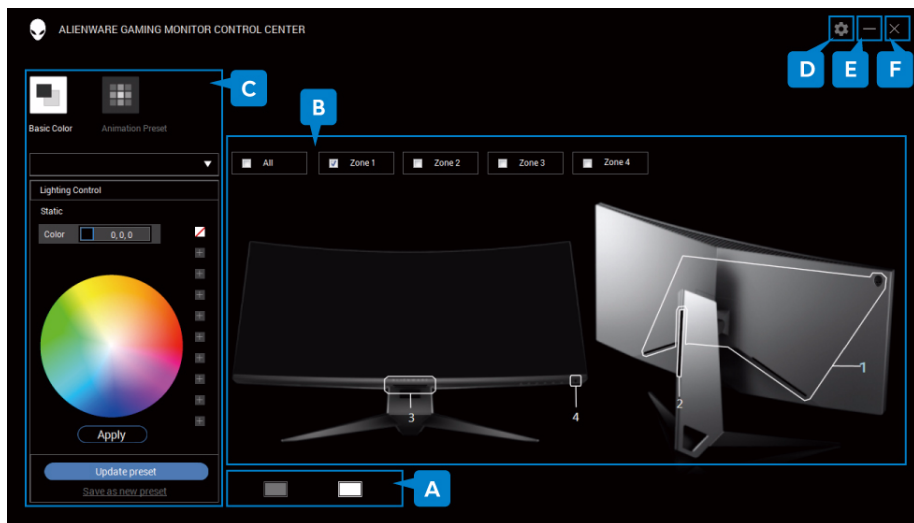 ALIENWARE GAMING MONITOR CONTROL CENTER
D E F
C
B
Basic Color Animation Preset
All Zone 1 Zone 2 Zone 3 Zone 4
Lighting Control
Static
Color 0, 0, 0
1
2
3 4
Apply
Update preset
Save as new preset
A